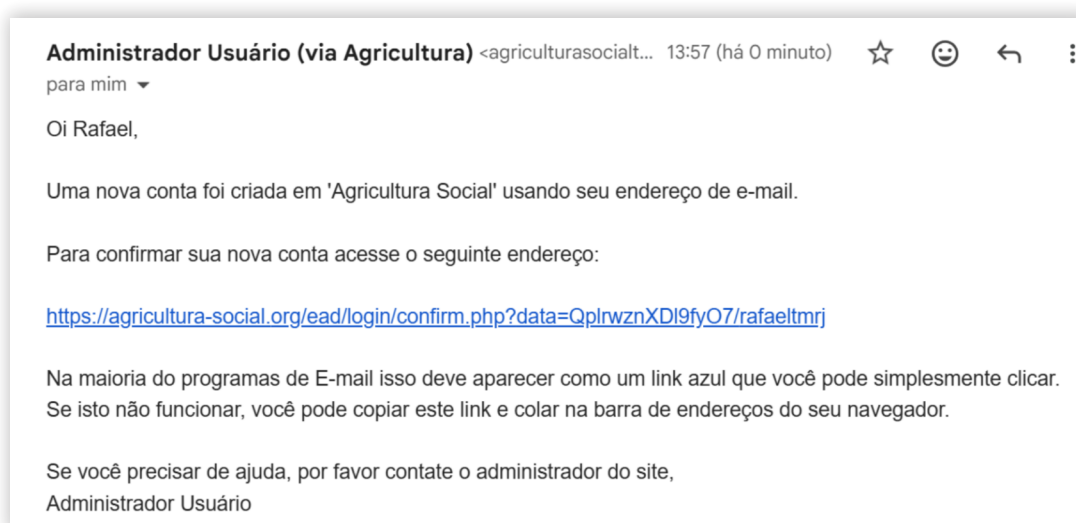 Administrador Usuário (via Agricultura) <agriculturasocialt... 13:57 (há 0 minuto)
para mim
Oi Rafael,
Uma nova conta foi criada em 'Agricultura Social' usando seu endereço de e-mail.
Para confirmar sua nova conta acesse o seguinte endereço:
https://agricultura-social.org/ead/login/confirm.php?data=QplrwznXDl9fyO7/rafaeltmrj
Na maioria do programas de E-mail isso deve aparecer como um link azul que você pode simplesmente clicar.
Se isto não funcionar, você pode copiar este link e colar na barra de endereços do seu navegador.
Se você precisar de ajuda, por favor contate o administrador do site,
Administrador Usuário